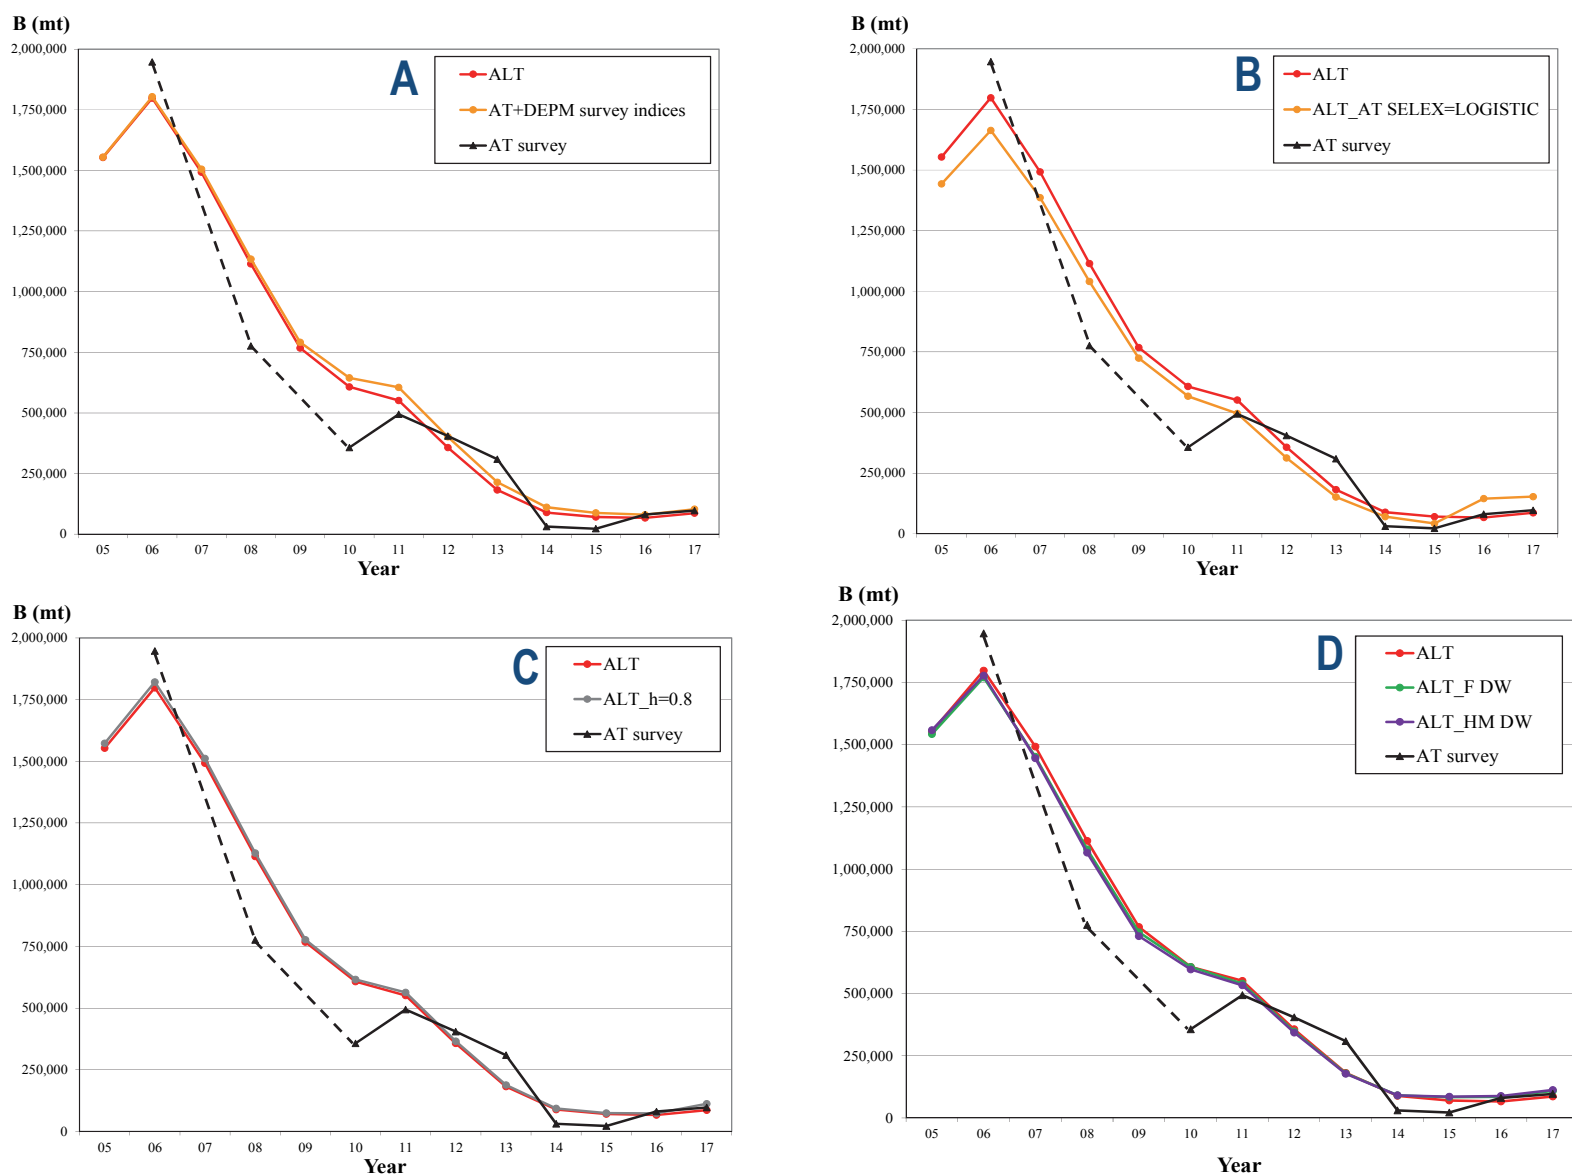 B (mt)
A
ALT
AT+DEPM survey indices
AT survey
2,000,000
1,750,000
1,500,000
1,250,000
1,000,000
750,000
500,000
250,000
0
05 06 07 08 09 10 11 12 13 14 15 16 17
Year
B (mt)
B
ALT
ALT_AT SELEX=LOGISTIC
AT survey
2,000,000
1,750,000
1,500,000
1,250,000
1,000,000
750,000
500,000
250,000
0
05 06 07 08 09 10 11 12 13 14 15 16 17
Year
B (mt)
C
ALT
ALT_h=0.8
AT survey
2,000,000
1,750,000
1,500,000
1,250,000
1,000,000
750,000
500,000
250,000
0
05 06 07 08 09 10 11 12 13 14 15 16 17
Year
B (mt)
D
ALT
ALT_F DW
ALT_HM DW
AT survey
2,000,000
1,750,000
1,500,000
1,250,000
1,000,000
750,000
500,000
250,000
0
05 06 07 08 09 10 11 12 13 14 15 16 17
Year